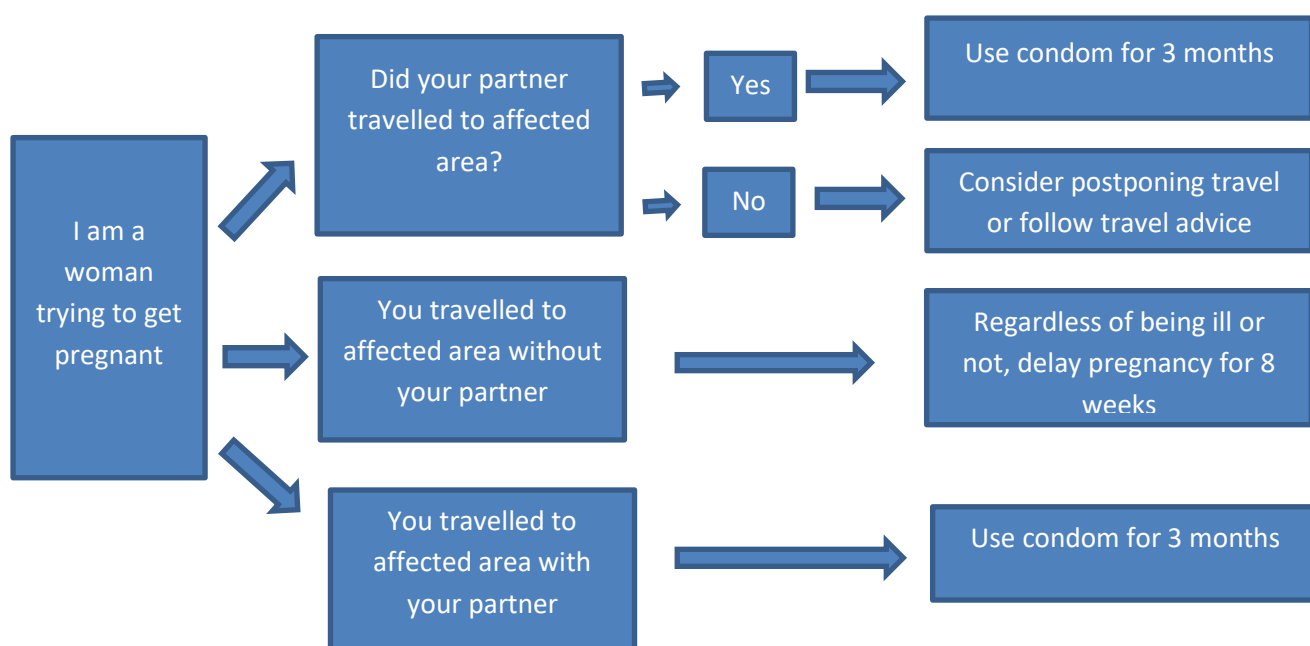 I am a
woman
trying to get
pregnant
Did your partner
travelled to affected
area?
Yes
Use condom for 3 months
No
Consider postponing travel
or follow travel advice
You travelled to
affected area without
your partner
Regardless of being ill or
not, delay pregnancy for 8
weeks
You travelled to
affected area with
your partner
Use condom for 3 months